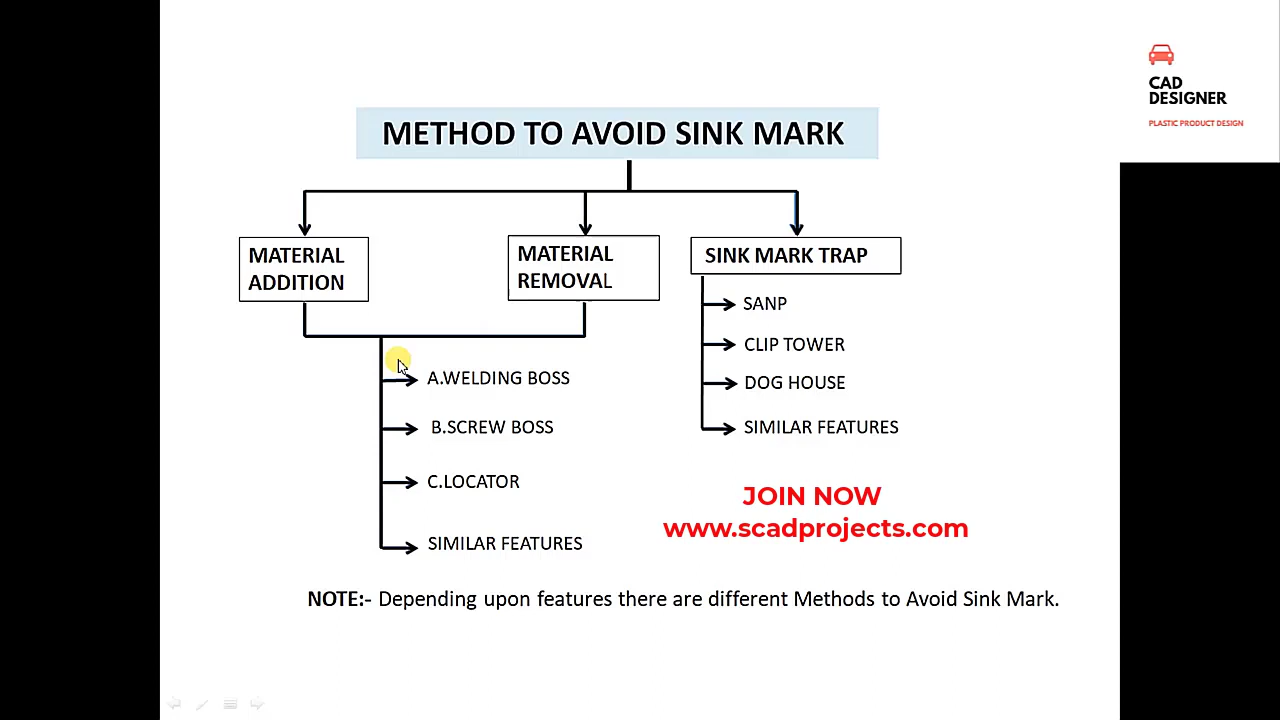 CAD
DESIGNER
PLASTIC PRODUCT DESIGN
METHOD TO AVOID SINK MARK
MATERIAL
ADDITION
MATERIAL
REMOVAL
SINK MARK TRAP
A.WELDING BOSS
B.SCREW BOSS
C.LOCATOR
SIMILAR FEATURES
SANP
CLIP TOWER
DOG HOUSE
SIMILAR FEATURES
JOIN NOW
www.scadprojects.com
NOTE:- Depending upon features there are different Methods to Avoid Sink Mark.